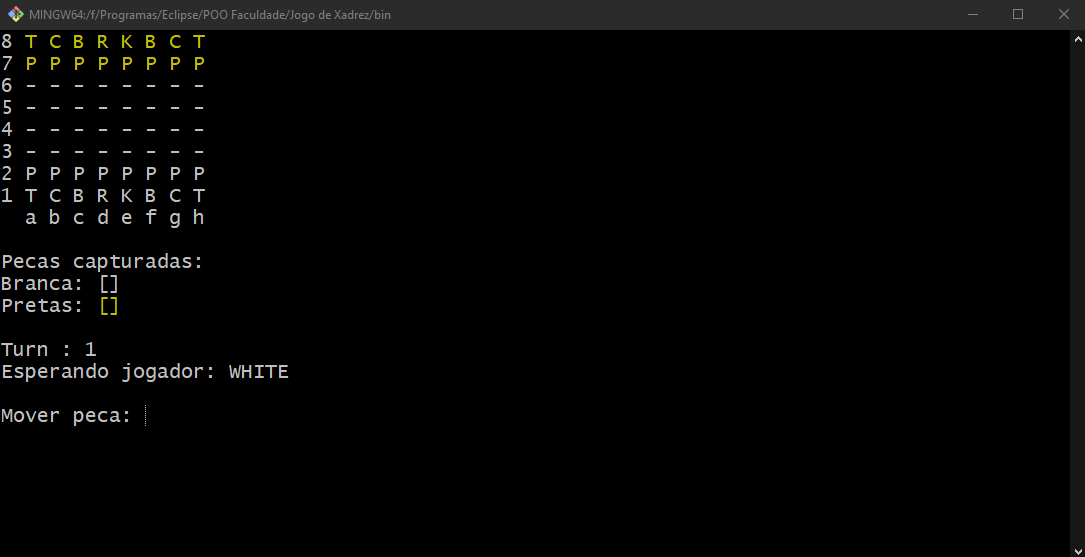 MINGW64:/f/Programas/Eclipse/POO Faculdade/Jogo de Xadrez/bin
8 T C B R K B C T
7 P P P P P P P P
6 - - - - - - - -
5 - - - - - - - -
4 - - - - - - - -
3 - - - - - - - -
2 P P P P P P P P
1 T C B R K B C T
  a b c d e f g h
Pecas capturadas:
Branca: []
Pretas: []
Turn : 1
Esperando jogador: WHITE
Mover peca: